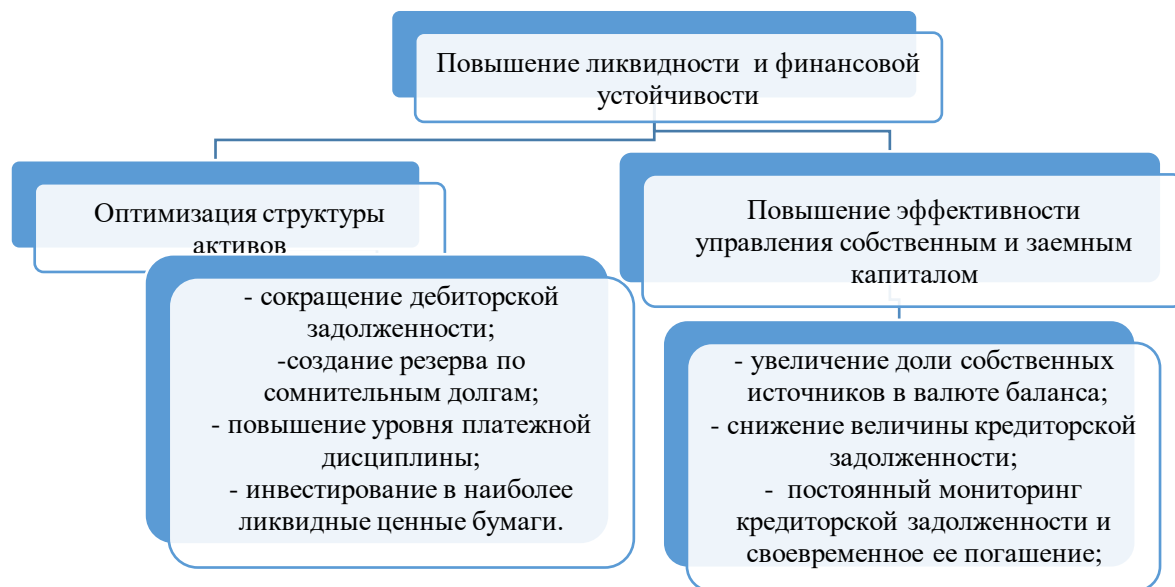 Повышение ликвидности и финансовой
устойчивости
Оптимизация структуры
активов
Повышение эффективности
управления собственным и заемным
капиталом
- сокращение дебиторской
задолженности;
-создание резерва по
сомнительным долгам;
- повышение уровня платежной
дисциплины;
- инвестирование в наиболее
ликвидные ценные бумаги.
- увеличение доли собственных
источников в валюте баланса;
- снижение величины кредиторской
задолженности;
- постоянный мониторинг
кредиторской задолженности и
своевременное ее погашение;